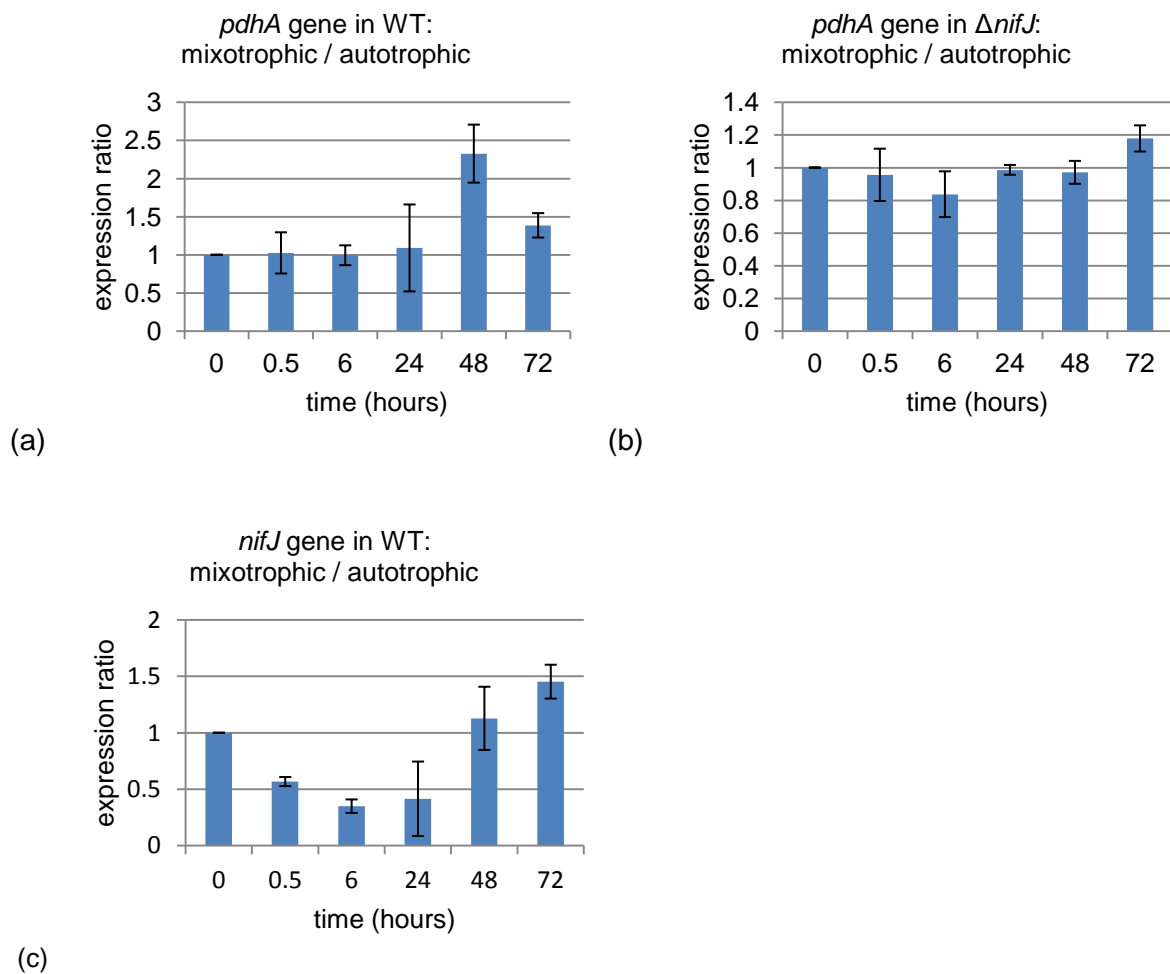 pdhA gene in WT:
mixotrophic / autotrophic
3
2.5
2
1.5
1
0.5
0
expression ratio
0 0.5 6 24 48 72
time (hours)
(a)
pdhA gene in ΔnifJ:
mixotrophic / autotrophic
1.4
1.2
1
0.8
0.6
0.4
0.2
0
expression ratio
0 0.5 6 24 48 72
time (hours)
(b)
nifJ gene in WT:
mixotrophic / autotrophic
2
1.5
1
0.5
0
expression ratio
0 0.5 6 24 48 72
time (hours)
(c)